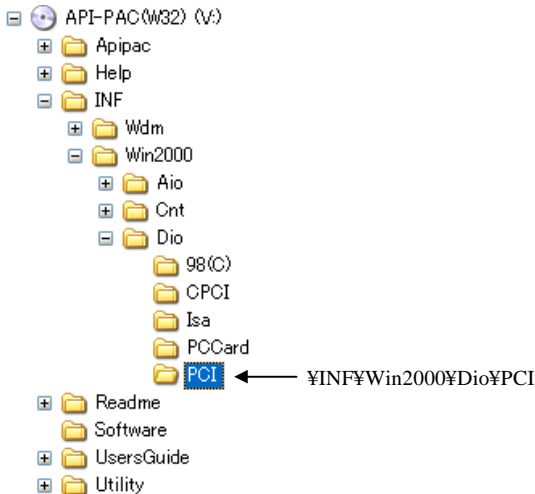 API-PAC(W32) (V:)
Apipac
Help
INF
Wdm
Win2000
Aio
Cnt
Dio
98(C)
CPCI
Isa
PCCard
PCI ¥INF¥Win2000¥Dio¥PCI
Readme
Software
UsersGuide
Utility